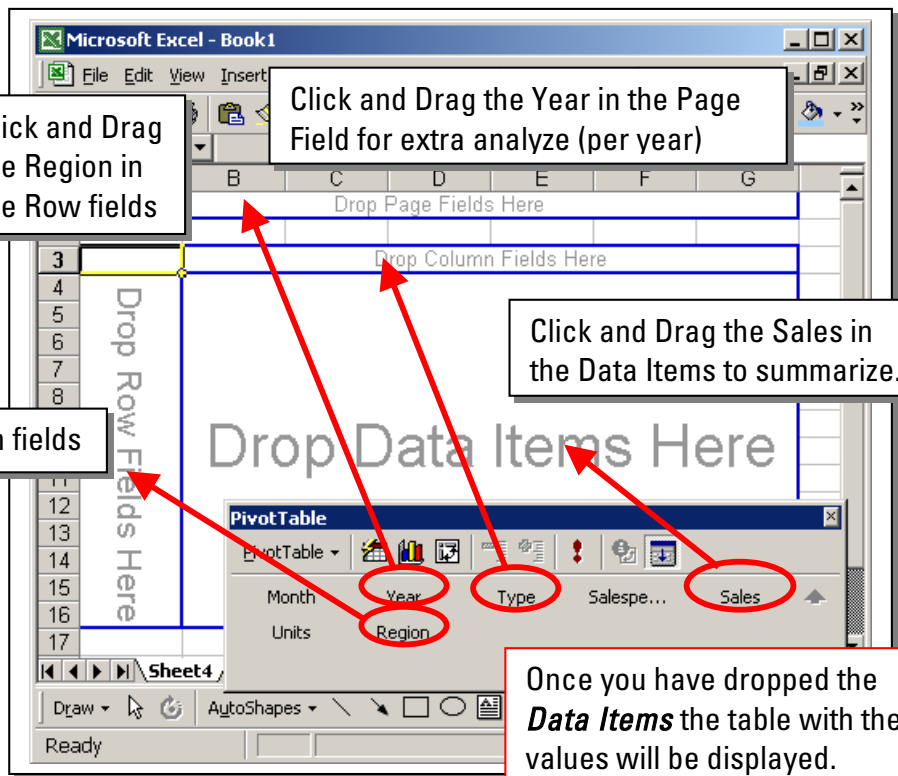 Microsoft Excel - Book1
File Edit View Insert
Click and Drag the Year in the Page
Field for extra analyze (per year)
ick and Drag
e Region in
e Row fields
B C D E F G
Drop Page Fields Here
3
Drop Column Fields Here
4
5
6
7
8
Drop Row Fields Here
Click and Drag the Sales in
the Data Items to summarize.
n fields
Drop Data Items Here
11
12
13
14
15
16
17
PivotTable
PivotTable
Month Year Type Salespe... Sales
Units Region
Sheet4
Once you have dropped the
Data Items the table with the
values will be displayed.
Draw AutoShapes
Ready